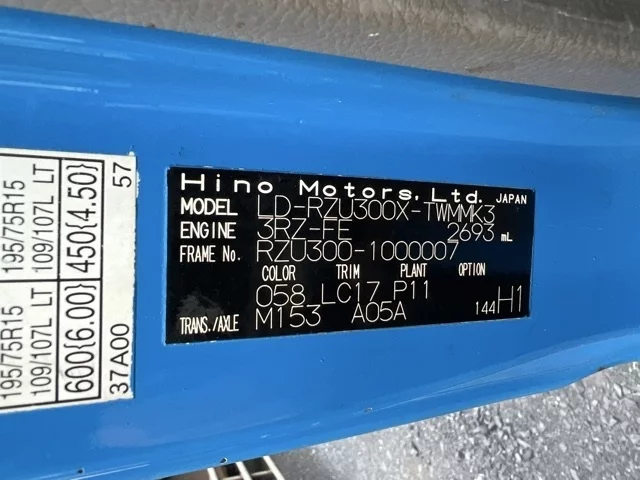 Hino Motors, Ltd. JAPAN
MODEL LD-RZU300X-TWMMK3
ENGINE 3RZ-FE 2693 mL
FRAME No. RZU300-1000007
COLOR TRIM PLANT OPTION
058 LC17 P11
TRANS./AXLE M153 A05A 144H1
195/75R15 195/75R15
109/107L LT 109/107L LT
600{6.00} 450{4.50}
37A00 57